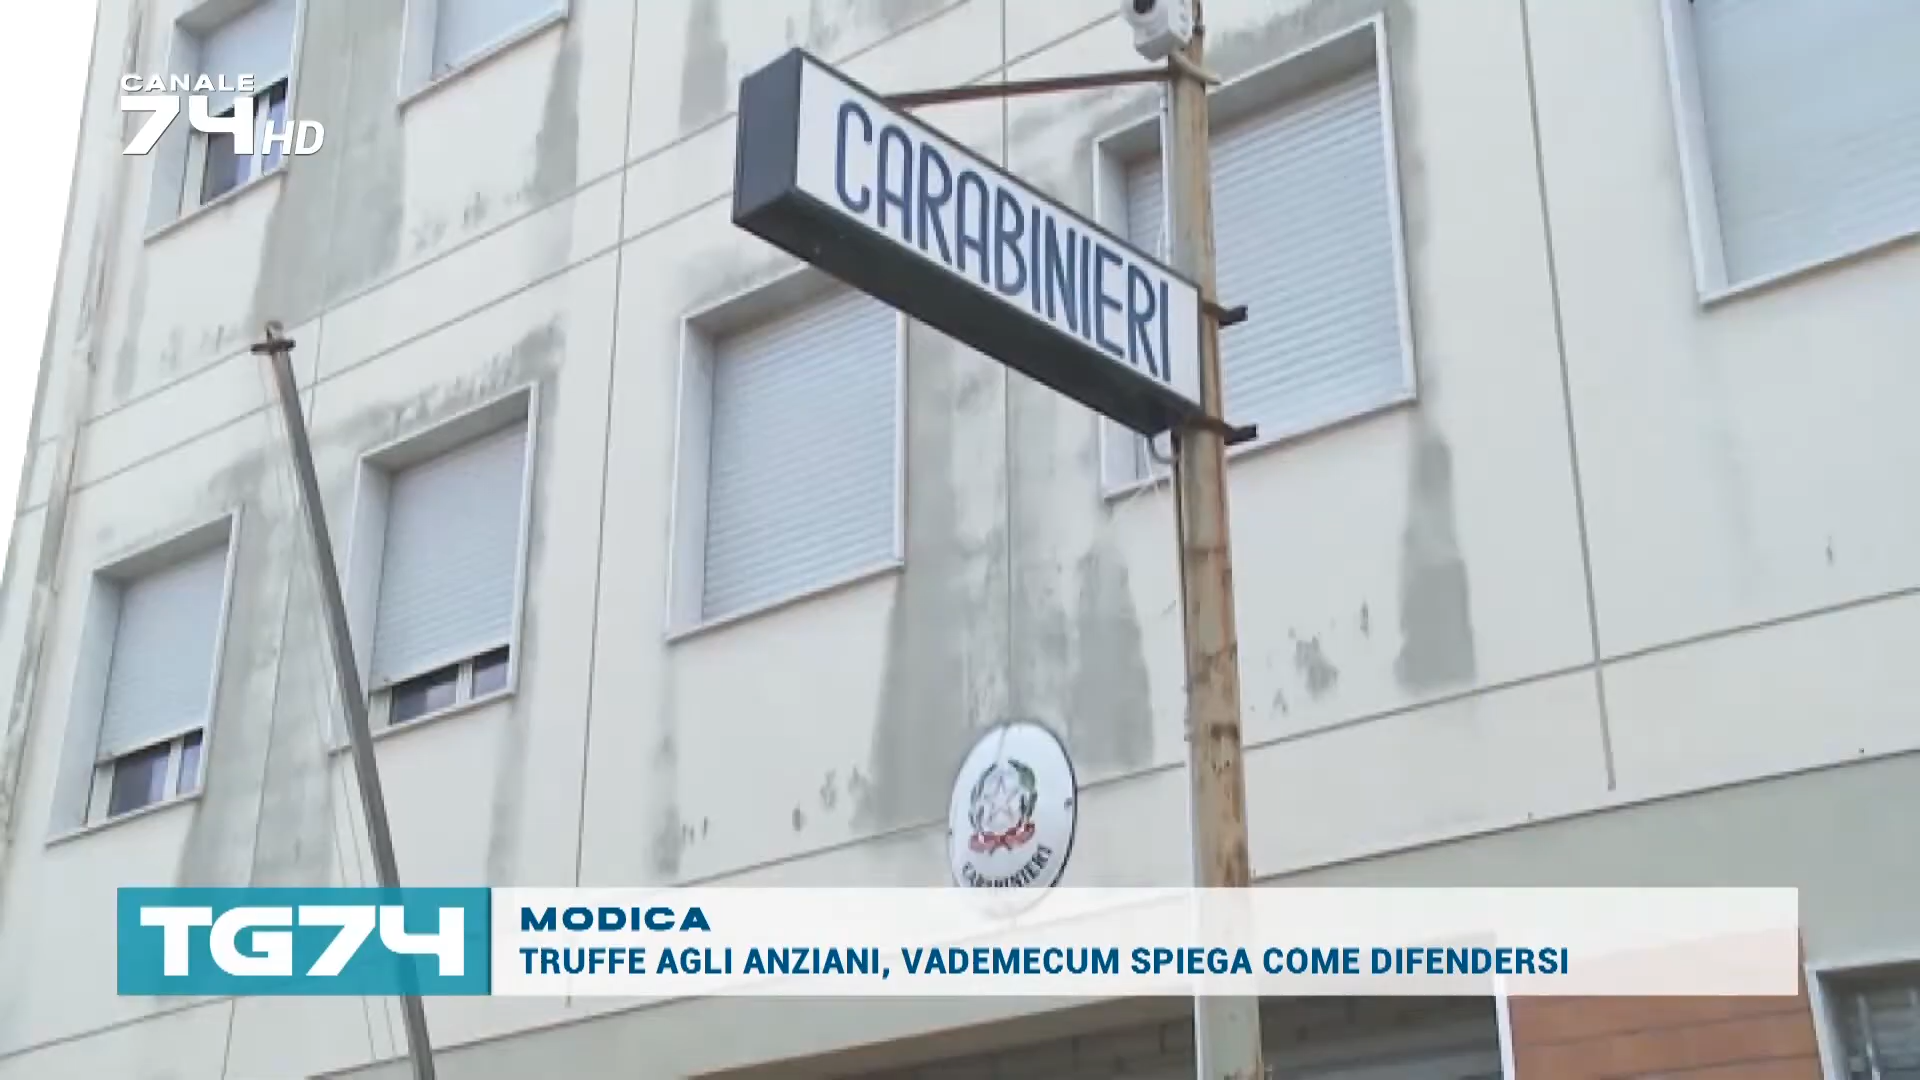 CANALE
74 HD
CARABINIERI
CARABINIERI
TG74
MODICA
TRUFFE AGLI ANZIANI, VADEMECUM SPIEGA COME DIFENDERSI